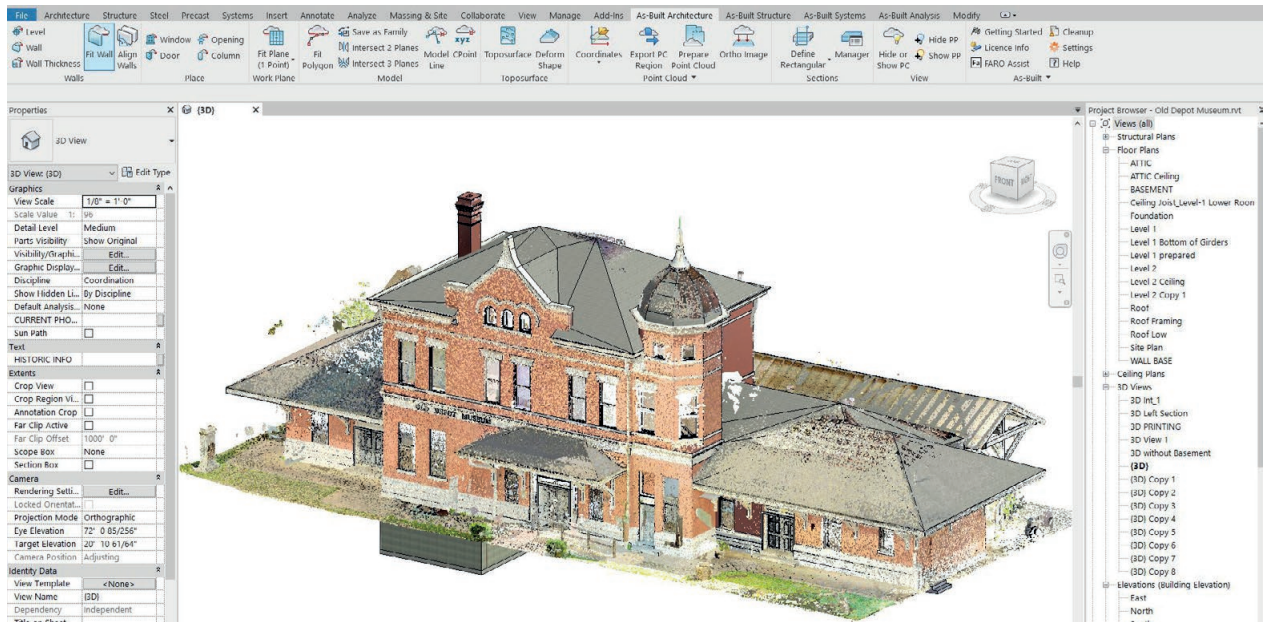 File Architecture Structure Steel Precast Systems Insert Annotate Analyze Massing & Site Collaborate View Manage Add-Ins As-Built Architecture As-Built Structure As-Built Systems As-Built Analysis Modify
Level
Wall
Wall Thickness
Fit Wall
Align Walls
Walls
Window
Door
Opening
Column
Place
Fit Plane (1 Point)
Work Plane
Fit Polygon
Save as Family
Intersect 2 Planes
Intersect 3 Planes
Model Line
CPoint
Model
Toposurface
Deform Shape
Toposurface
Coordinates
Export PC Region
Prepare Point Cloud
Ortho Image
Point Cloud
Define Rectangular
Manager
Sections
Hide or Show PC
Hide PP
Show PP
View
Getting Started
Licence Info
FARO Assist
Cleanup
Settings
Help
As-Built
Properties
3D View
3D View: {3D}
Edit Type
Graphics
View Scale 1/8" = 1' 0"
Scale Value 1: 96
Detail Level Medium
Parts Visibility Show Original
Visibility/Graphi... Edit...
Graphic Display... Edit...
Discipline Coordination
Show Hidden Li... By Discipline
Default Analysis... None
CURRENT PHO...
Sun Path
Text
HISTORIC INFO
Extents
Crop View
Crop Region Vi...
Annotation Crop
Far Clip Active
Far Clip Offset 1000' 0"
Scope Box None
Section Box
Camera
Rendering Setti... Edit...
Locked Orientat...
Projection Mode Orthographic
Eye Elevation 72' 0 85/256"
Target Elevation 20' 10 61/64"
Camera Position Adjusting
Identity Data
View Template <None>
View Name {3D}
Dependency Independent
{3D}
FRONT
OLD DEPOT MUSEUM
Project Browser - Old Depot Museum.rvt
Views (all)
Structural Plans
Floor Plans
ATTIC
ATTIC Ceiling
BASEMENT
Ceiling Joist_Level-1 Lower Roon
Foundation
Level 1
Level 1 Bottom of Girders
Level 1 prepared
Level 2
Level 2 Ceiling
Level 2 Copy 1
Roof
Roof Framing
Roof Low
Site Plan
WALL BASE
Ceiling Plans
3D Views
3D Int_1
3D Left Section
3D PRINTING
3D View 1
3D without Basement
{3D}
{3D} Copy 1
{3D} Copy 2
{3D} Copy 3
{3D} Copy 4
{3D} Copy 5
{3D} Copy 6
{3D} Copy 7
{3D} Copy 8
Elevations (Building Elevation)
East
North